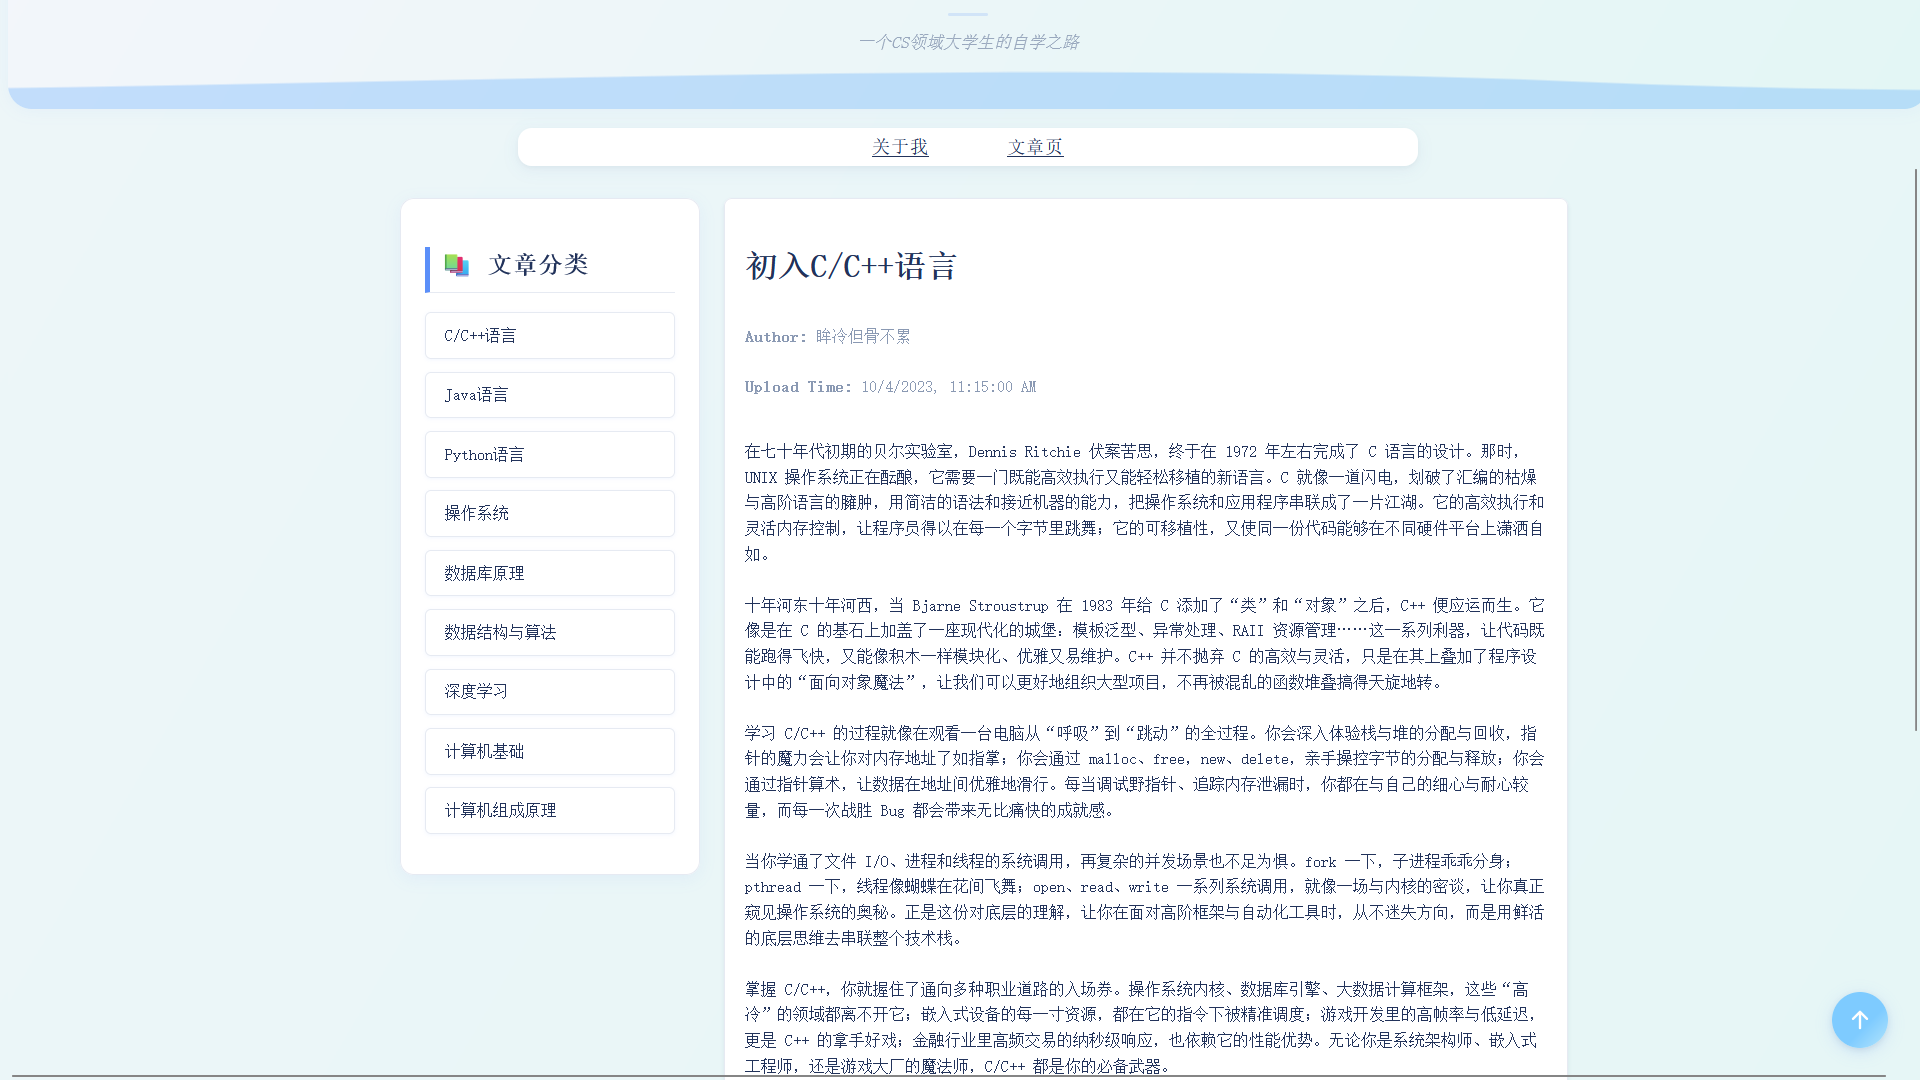 一个CS领域大学生的自学之路
关于我
文章页
文章分类
C/C++语言
Java语言
Python语言
操作系统
数据库原理
数据结构与算法
深度学习
计算机基础
计算机组成原理
初入C/C++语言
Author: 眸冷但骨不累
Upload Time: 10/4/2023, 11:15:00 AM
在七十年代初期的贝尔实验室，Dennis Ritchie 伏案苦思，终于在 1972 年左右完成了 C 语言的设计。那时，
UNIX 操作系统正在酝酿，它需要一门既能高效执行又能轻松移植的新语言。C 就像一道闪电，划破了汇编的枯燥
与高阶语言的臃肿，用简洁的语法和接近机器的能力，把操作系统和应用程序串联成了一片江湖。它的高效执行和
灵活内存控制，让程序员得以在每一个字节里跳舞；它的可移植性，又使同一份代码能够在不同硬件平台上潇洒自
如。
十年河东十年河西，当 Bjarne Stroustrup 在 1983 年给 C 添加了“类”和“对象”之后，C++ 便应运而生。它
像是在 C 的基石上加盖了一座现代化的城堡：模板泛型、异常处理、RAII 资源管理……这一系列利器，让代码既
能跑得飞快，又能像积木一样模块化、优雅又易维护。C++ 并不抛弃 C 的高效与灵活，只是在其上叠加了程序设
计中的“面向对象魔法”，让我们可以更好地组织大型项目，不再被混乱的函数堆叠搞得天旋地转。
学习 C/C++ 的过程就像在观看一台电脑从“呼吸”到“跳动”的全过程。你会深入体验栈与堆的分配与回收，指
针的魔力会让你对内存地址了如指掌；你会通过 malloc、free，new、delete，亲手操控字节的分配与释放；你会
通过指针算术，让数据在地址间优雅地滑行。每当调试野指针、追踪内存泄漏时，你都在与自己的细心与耐心较
量，而每一次战胜 Bug 都会带来无比痛快的成就感。
当你学通了文件 I/O、进程和线程的系统调用，再复杂的并发场景也不足为惧。fork 一下，子进程乖乖分身；
pthread 一下，线程像蝴蝶在花间飞舞；open、read、write 一系列系统调用，就像一场与内核的密谈，让你真正
窥见操作系统的奥秘。正是这份对底层的理解，让你在面对高阶框架与自动化工具时，从不迷失方向，而是用鲜活
的底层思维去串联整个技术栈。
掌握 C/C++，你就握住了通向多种职业道路的入场券。操作系统内核、数据库引擎、大数据计算框架，这些“高
冷”的领域都离不开它；嵌入式设备的每一寸资源，都在它的指令下被精准调度；游戏开发里的高帧率与低延迟，
更是 C++ 的拿手好戏；金融行业里高频交易的纳秒级响应，也依赖它的性能优势。无论你是系统架构师、嵌入式
工程师，还是游戏大厂的魔法师，C/C++ 都是你的必备武器。